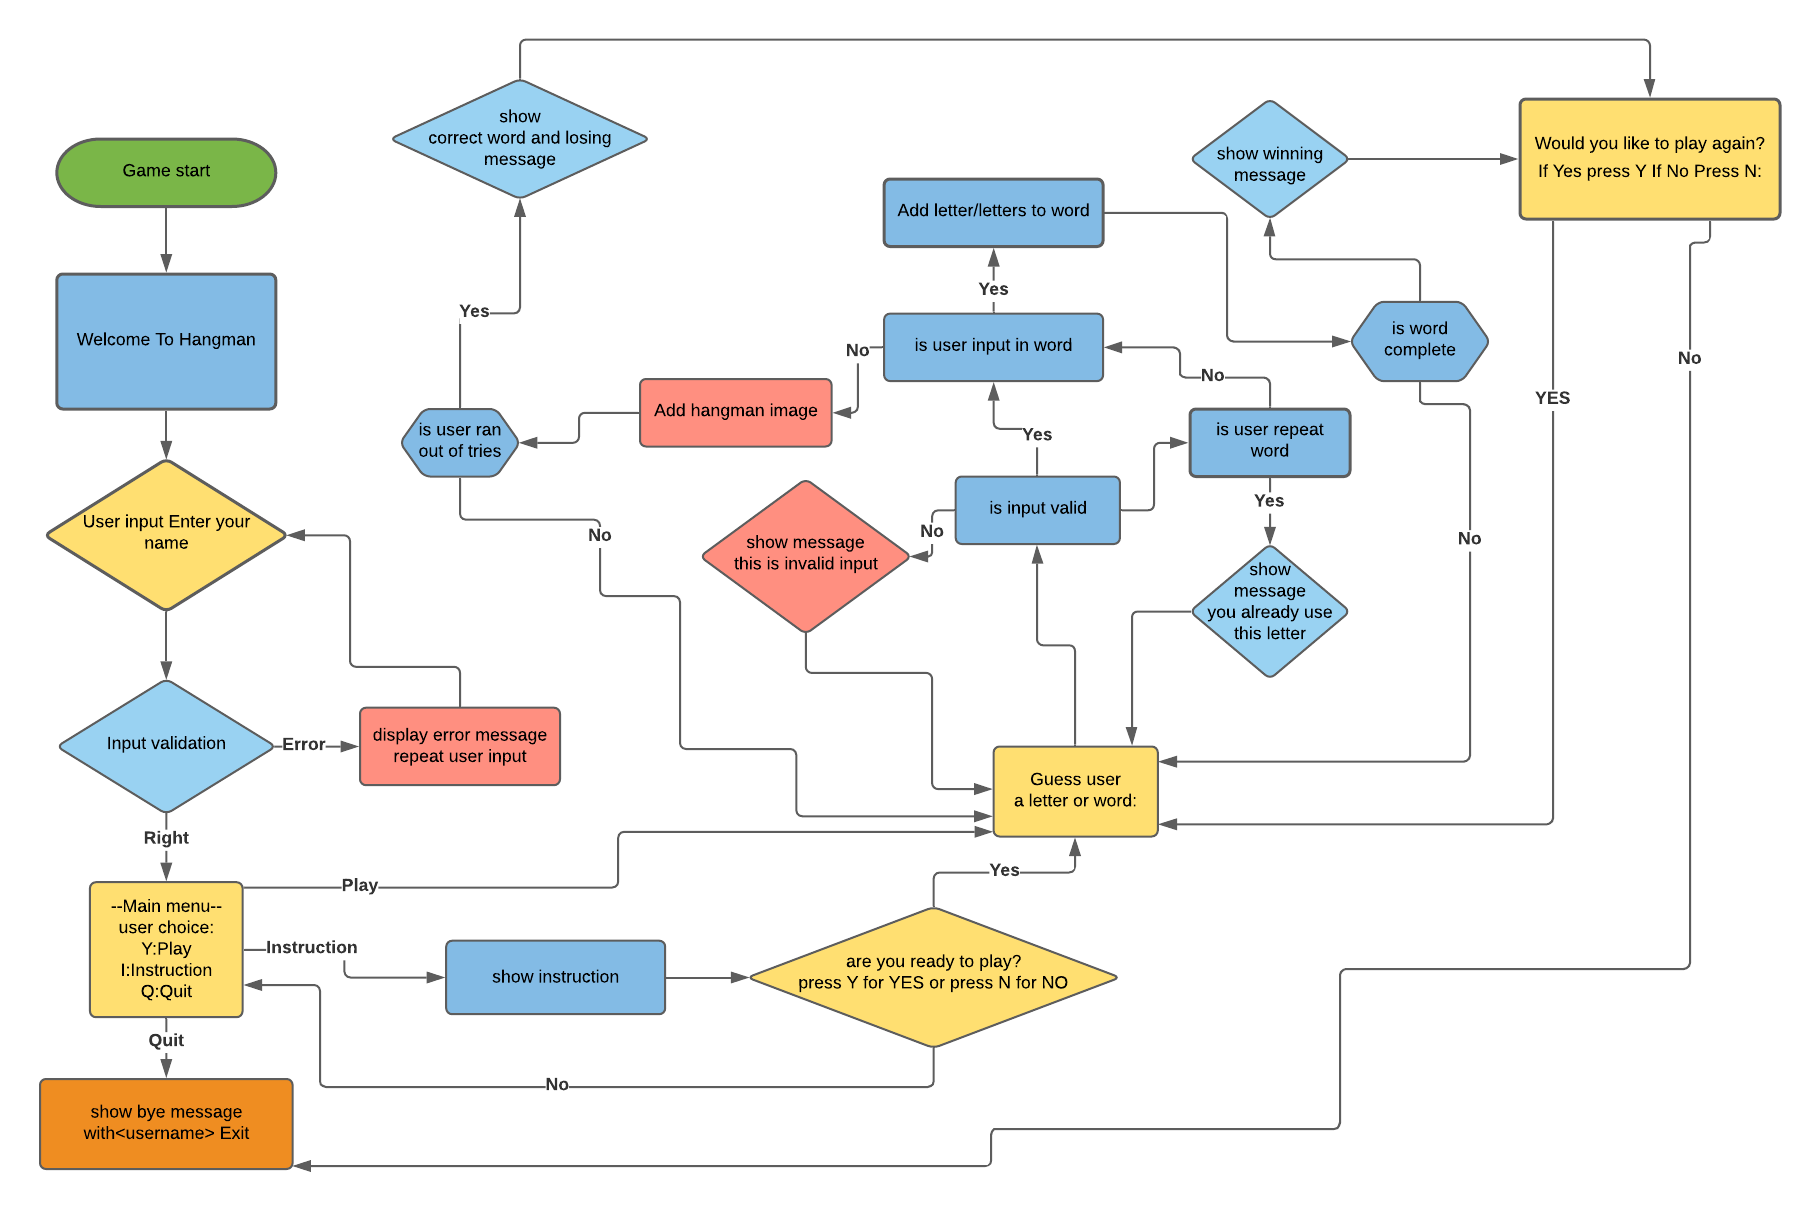 Game start
Welcome To Hangman
User input Enter your
name
Input validation
Error
display error message
repeat user input
Right
--Main menu--
user choice:
Y:Play
I:Instruction
Q:Quit
Play
Instruction
show instruction
are you ready to play?
press Y for YES or press N for NO
Yes
No
Quit
show bye message
with<username> Exit
Guess user
a letter or word:
is input valid
No
show message
this is invalid input
Yes
is user repeat
word
Yes
show
message
you already use
this letter
No
is user input in word
No
Add hangman image
is user ran
out of tries
Yes
show
correct word and losing
message
No
Yes
Add letter/letters to word
is word
complete
No
show winning
message
Would you like to play again?
If Yes press Y If No Press N:
YES
No